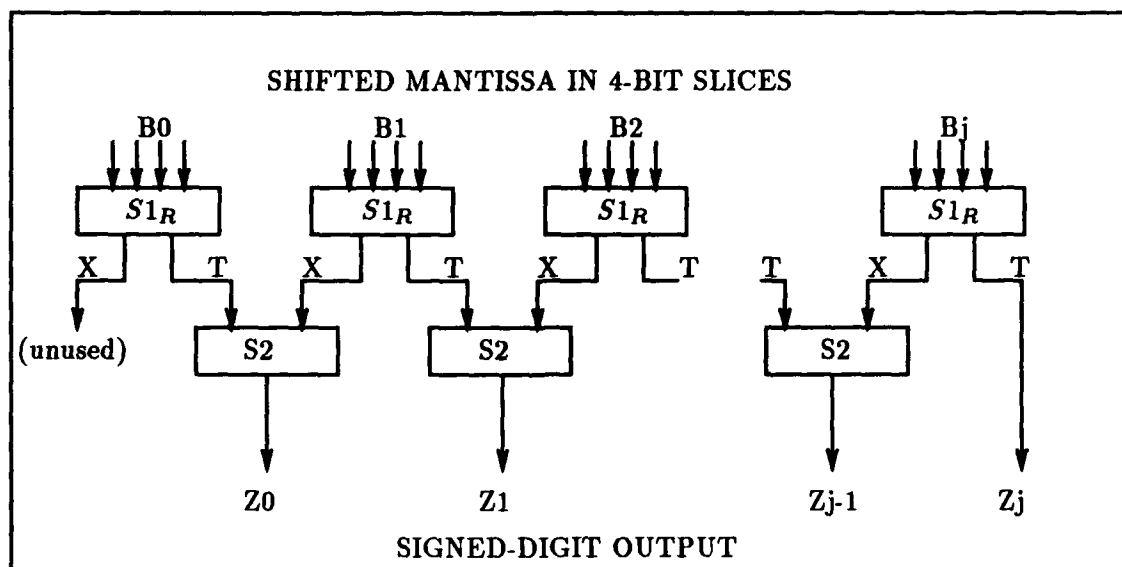 SHIFTED MANTISSA IN 4-BIT SLICES
B0 B1 B2 Bj
S1R S1R S1R S1R
X T X T X T T X T
(unused) S2 S2 S2
Z0 Z1 Zj-1 Zj
SIGNED-DIGIT OUTPUT